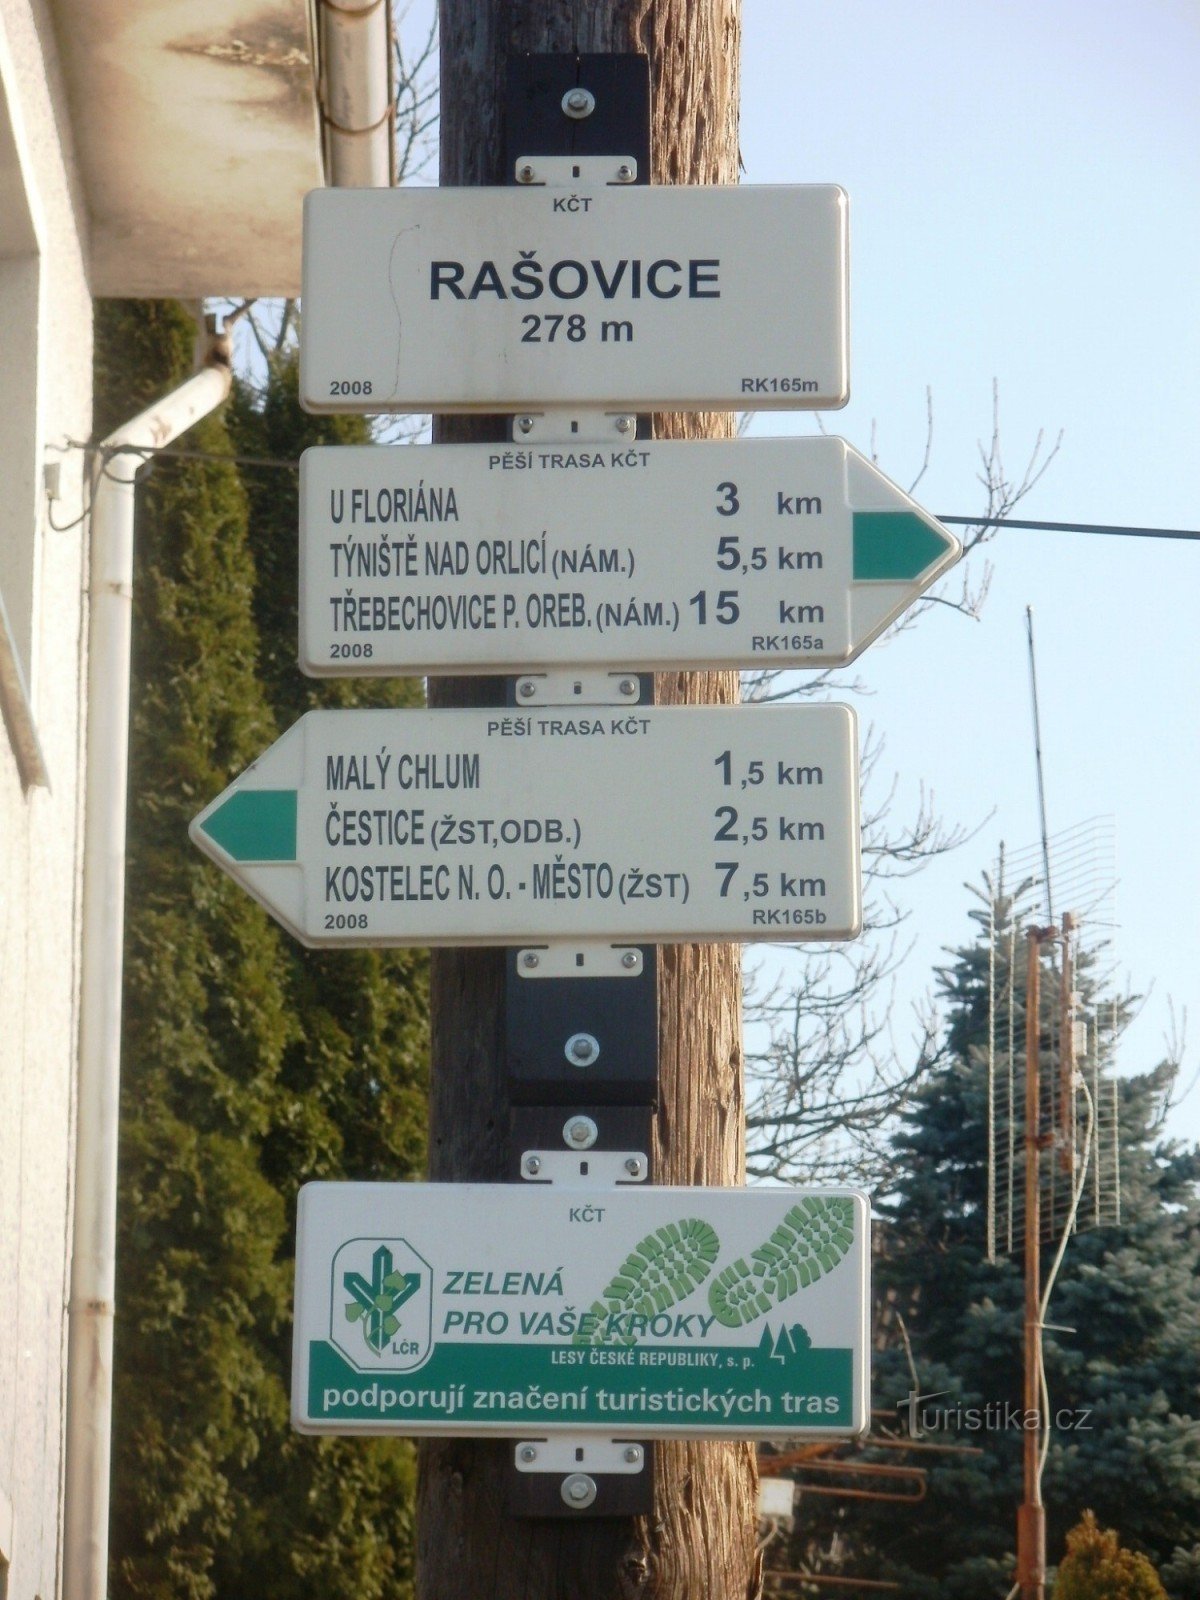 KČT
RAŠOVICE
278 m
2008 RK165m
PĚŠÍ TRASA KČT
U FLORIÁNA 3 km
TÝNIŠTĚ NAD ORLICÍ (NÁM.) 5,5 km
TŘEBECHOVICE P. OREB. (NÁM.) 15 km
2008 RK165a
PĚŠÍ TRASA KČT
MALÝ CHLUM 1,5 km
ČESTICE (ŽST,ODB.) 2,5 km
KOSTELEC N. O. - MĚSTO (ŽST) 7,5 km
2008 RK165b
KČT
ZELENÁ
PRO VAŠE KROKY
LČR
LESY ČESKÉ REPUBLIKY, s. p.
podporují značení turistických tras
Turistika.cz